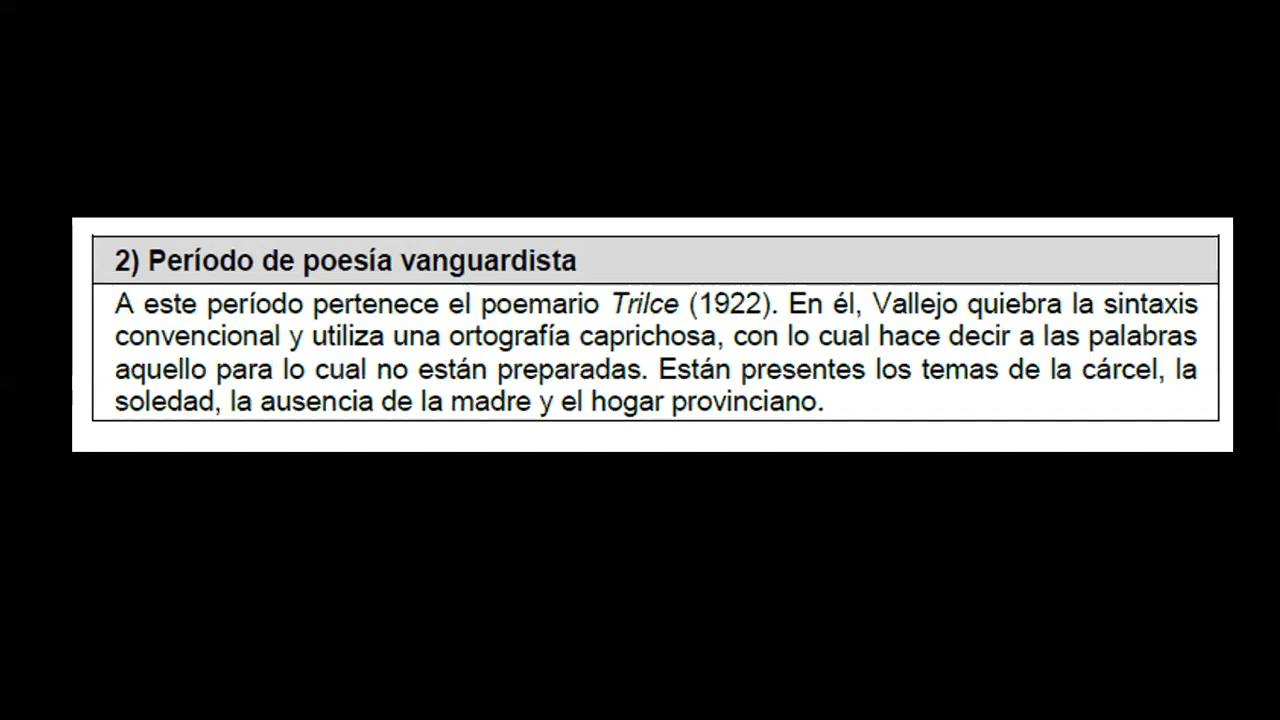 2) Período de poesía vanguardista
A este período pertenece el poemario Trilce (1922). En él, Vallejo quiebra la sintaxis
convencional y utiliza una ortografía caprichosa, con lo cual hace decir a las palabras
aquello para lo cual no están preparadas. Están presentes los temas de la cárcel, la
soledad, la ausencia de la madre y el hogar provinciano.